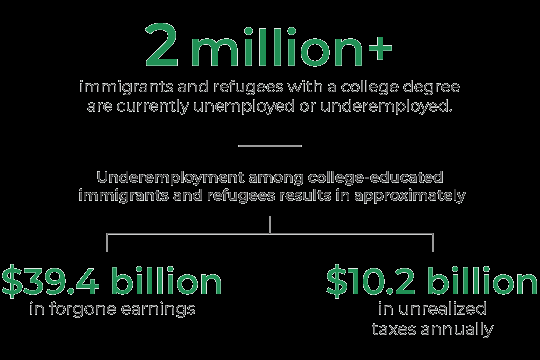 2 million+
immigrants and refugees with a college degree
are currently unemployed or underemployed.
Underemployment among college-educated
immigrants and refugees results in approximately
$39.4 billion
in forgone earnings
$10.2 billion
in unrealized
taxes annually